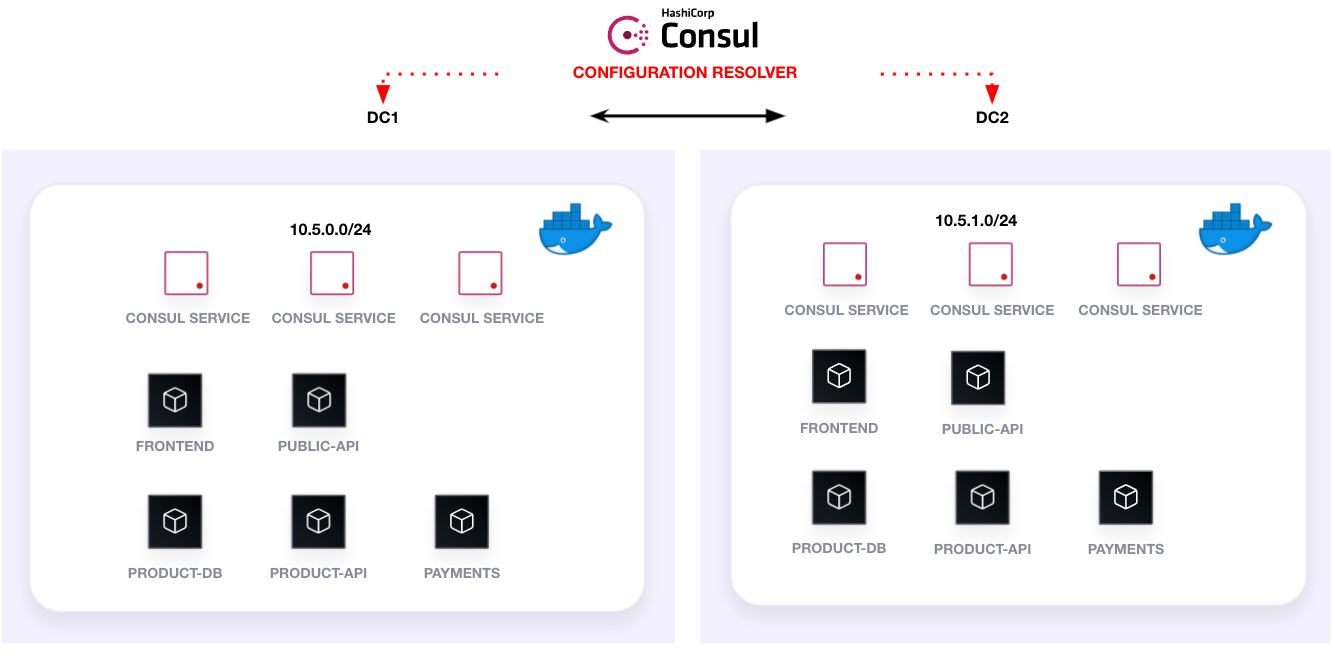 HashiCorp
Consul
CONFIGURATION RESOLVER
DC1
DC2
10.5.0.0/24
CONSUL SERVICE
CONSUL SERVICE
CONSUL SERVICE
FRONTEND
PUBLIC-API
PRODUCT-DB
PRODUCT-API
PAYMENTS
10.5.1.0/24
CONSUL SERVICE
CONSUL SERVICE
CONSUL SERVICE
FRONTEND
PUBLIC-API
PRODUCT-DB
PRODUCT-API
PAYMENTS